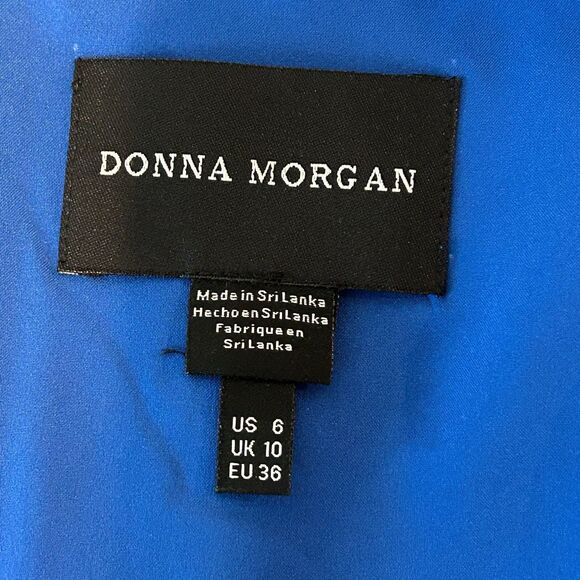 DONNA MORGAN
Made in Sri Lanka
Hecho en Sri Lanka
Fabrique en
Sri Lanka
US 6
UK 10
EU 36